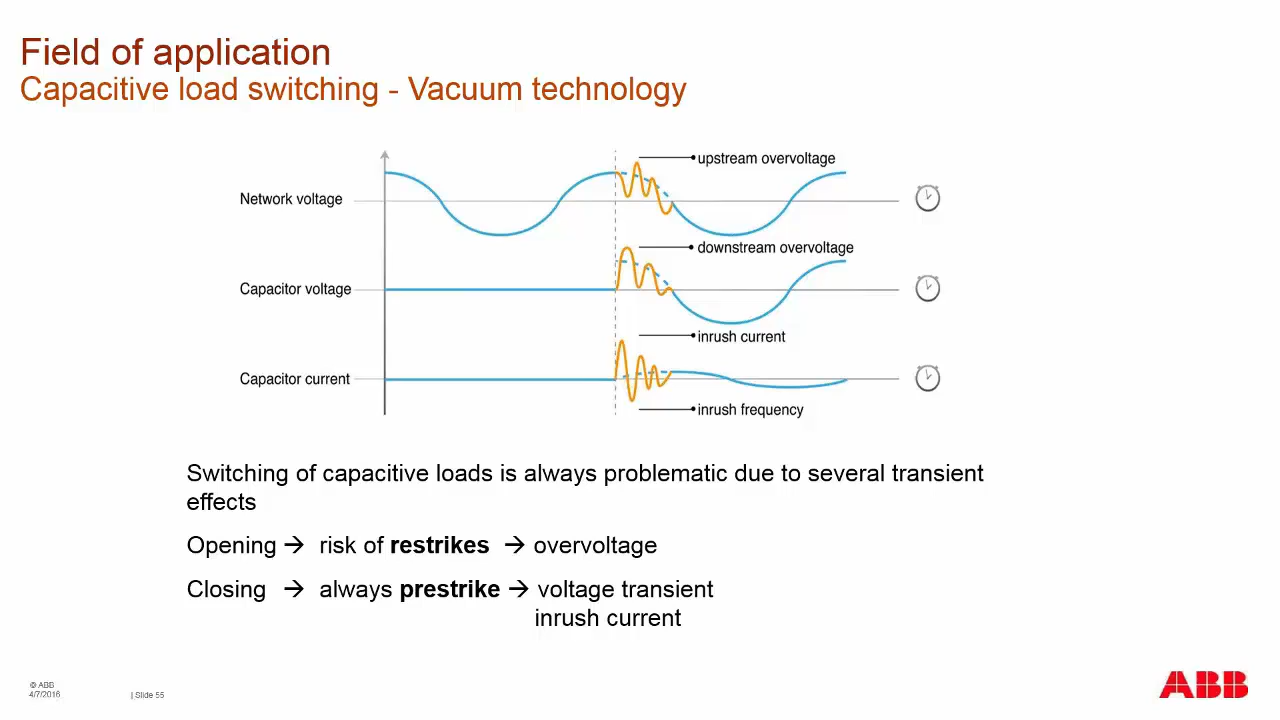 Field of application
Capacitive load switching - Vacuum technology
upstream overvoltage
Network voltage
downstream overvoltage
Capacitor voltage
inrush current
Capacitor current
inrush frequency
Switching of capacitive loads is always problematic due to several transient
effects
Opening → risk of restrikes → overvoltage
Closing → always prestrike → voltage transient
inrush current
© ABB
4/7/2016
| Slide 55
ABB